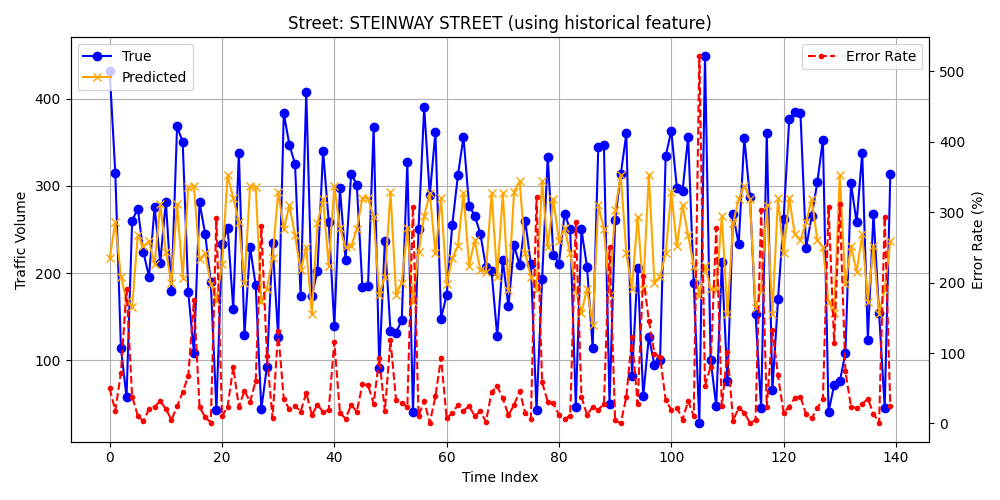 Street: STEINWAY STREET (using historical feature)
True
Predicted
Error Rate
400
300
200
100
Traffic Volume
500
400
300
200
100
0
Error Rate (%)
0 20 40 60 80 100 120 140
Time Index